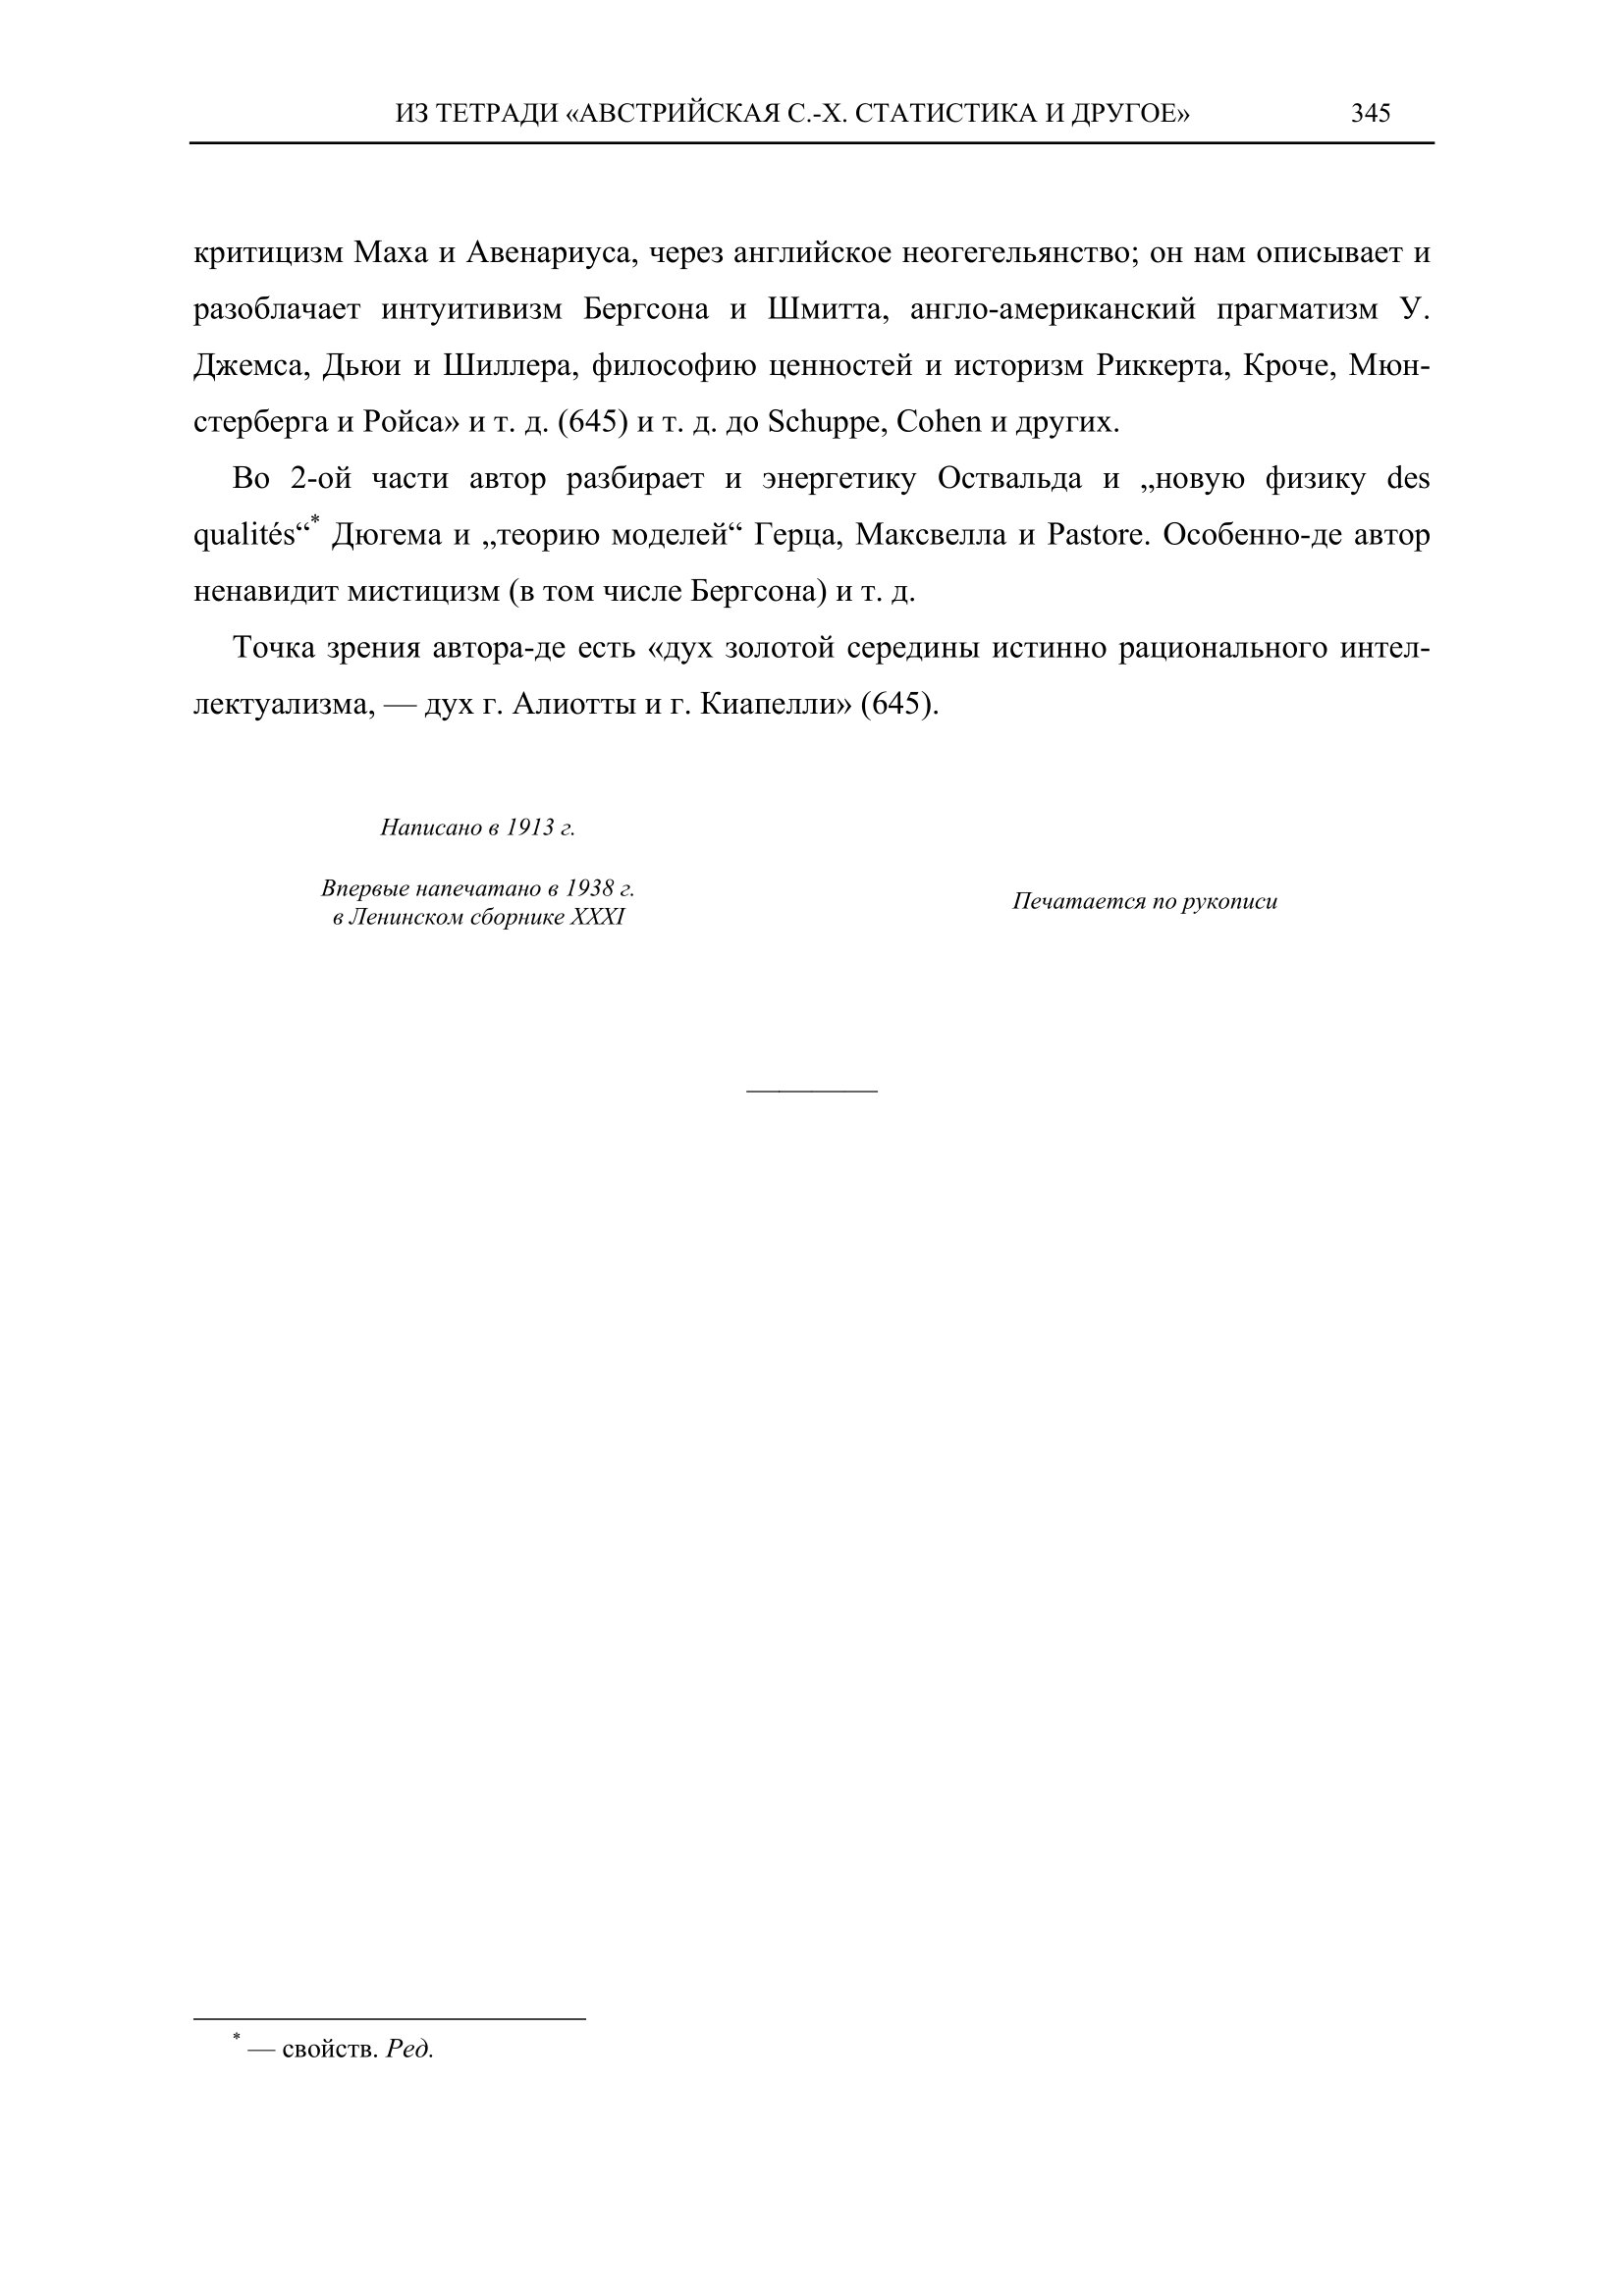 ИЗ ТЕТРАДИ «АВСТРИЙСКАЯ С.-Х. СТАТИСТИКА И ДРУГОЕ» 345
критицизм Маха и Авенариуса, через английское неогегельянство; он нам описывает и
разоблачает интуитивизм Бергсона и Шмитта, англо-американский прагматизм У.
Джемса, Дьюи и Шиллера, философию ценностей и историзм Риккерта, Кроче, Мюн-
стерберга и Ройса» и т. д. (645) и т. д. до Schuppe, Cohen и других.
Во 2-ой части автор разбирает и энергетику Оствальда и „новую физику des
qualités“* Дюгема и „теорию моделей“ Герца, Максвелла и Pastore. Особенно-де автор
ненавидит мистицизм (в том числе Бергсона) и т. д.
Точка зрения автора-де есть «дух золотой середины истинно рационального интел-
лектуализма, — дух г. Алиотты и г. Киапелли» (645).
Написано в 1913 г.
Впервые напечатано в 1938 г.
в Ленинском сборнике XXXI
Печатается по рукописи
* — свойств. Ред.